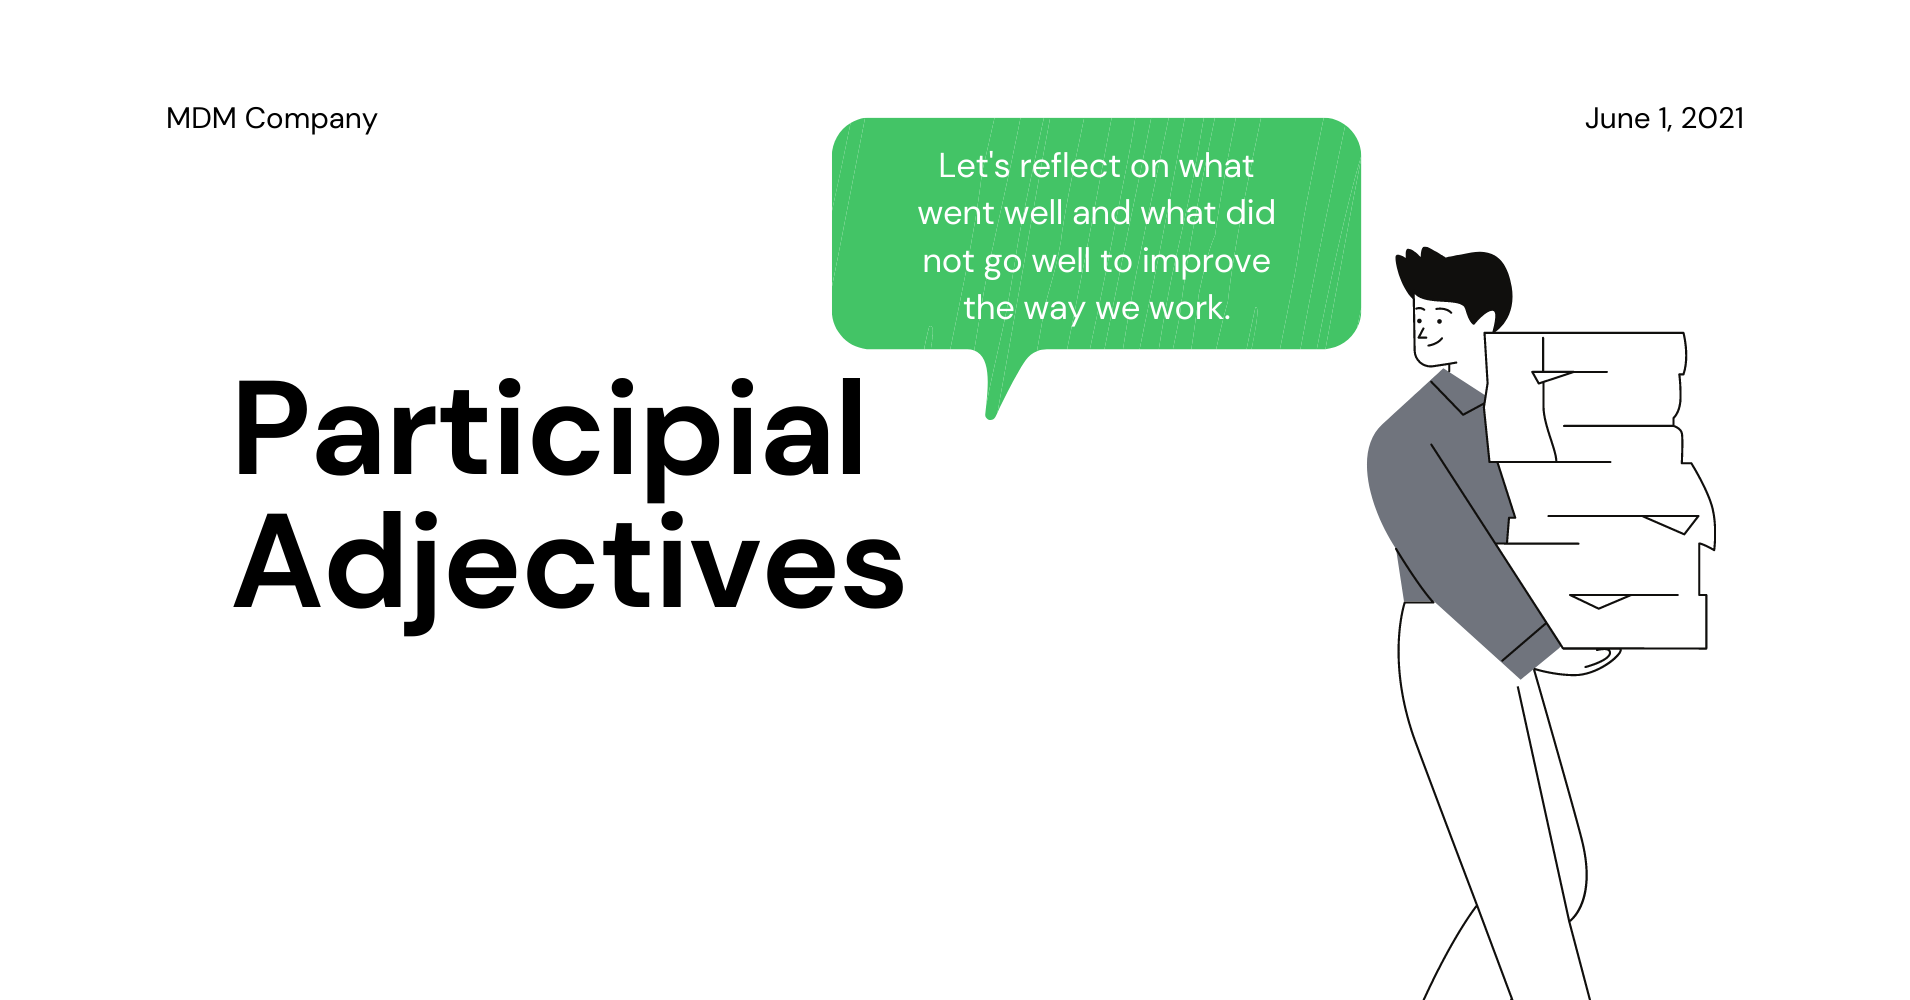 MDM Company
June 1, 2021
Let's reflect on what
went well and what did
not go well to improve
the way we work.
Participial
Adjectives